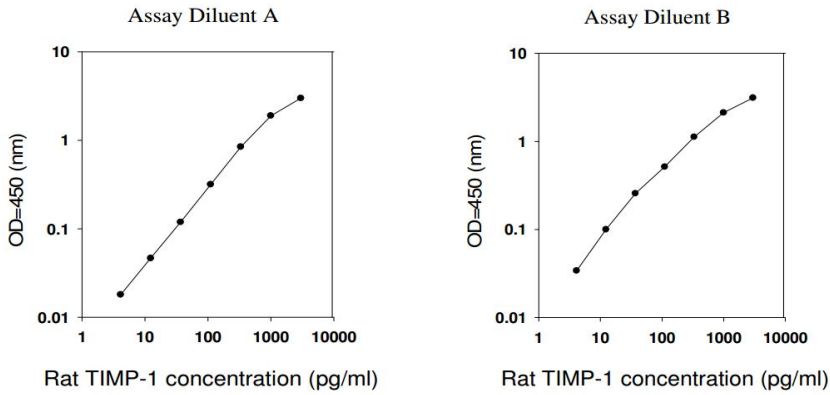 Assay Diluent A
10
1
0.1
0.01
OD=450 (nm)
1 10 100 1000 10000
Rat TIMP-1 concentration (pg/ml)
Assay Diluent B
10
1
0.1
0.01
OD=450 (nm)
1 10 100 1000 10000
Rat TIMP-1 concentration (pg/ml)